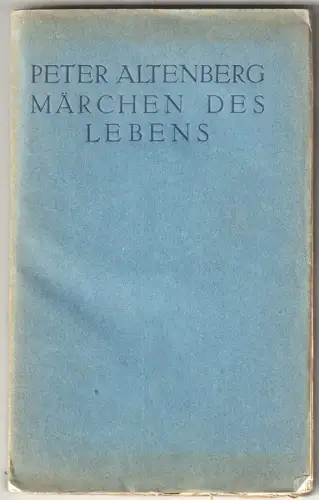 PETER ALTENBERG
MÄRCHEN DES
LEBENS